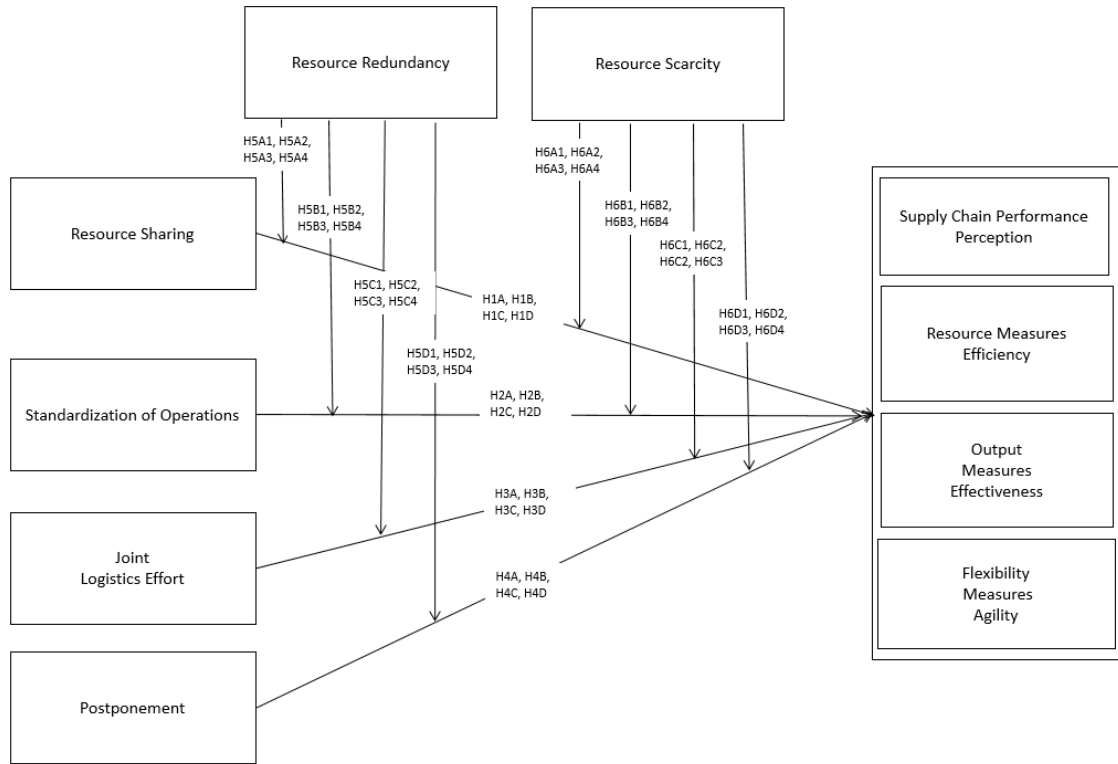 Resource Redundancy
Resource Scarcity
H5A1, H5A2,
H5A3, H5A4
H6A1, H6A2,
H6A3, H6A4
Resource Sharing
H5B1, H5B2,
H5B3, H5B4
H6B1, H6B2,
H6B3, H6B4
Supply Chain Performance
Perception
H6C1, H6C2,
H6C2, H6C3
H5C1, H5C2,
H5C3, H5C4
H1A, H1B,
H1C, H1D
H6D1, H6D2,
H6D3, H6D4
Resource Measures
Efficiency
H5D1, H5D2,
H5D3, H5D4
Standardization of Operations
H2A, H2B,
H2C, H2D
Output
Measures
Effectiveness
H3A, H3B,
H3C, H3D
Joint
Logistics Effort
H4A, H4B,
H4C, H4D
Flexibility
Measures
Agility
Postponement